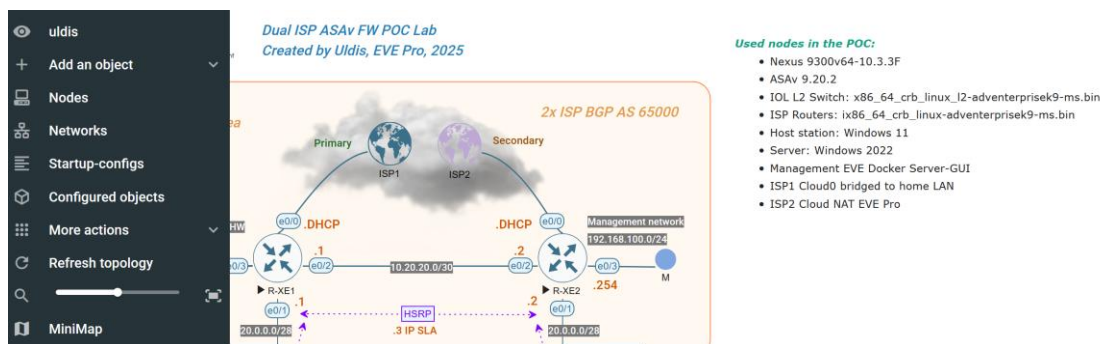 uldis
Add an object
Nodes
Networks
Startup-configs
Configured objects
More actions
Refresh topology
MiniMap
Dual ISP ASAv FW POC Lab
Created by Uldis, EVE Pro, 2025
2x ISP BGP AS 65000
Primary
Secondary
ISP1
ISP2
e0/0
.DHCP
.DHCP
e0/0
Management network
192.168.100.0/24
HW
e0/3
.1
e0/2
10.20.20.0/30
.2
e0/2
e0/3
.254
M
R-XE1
R-XE2
e0/1
.1
HSRP
.2
e0/1
.3 IP SLA
20.0.0.0/28
20.0.0.0/28
Used nodes in the POC:
• Nexus 9300v64-10.3.3F
• ASAv 9.20.2
• IOL L2 Switch: x86_64_crb_linux_l2-adventerprisek9-ms.bin
• ISP Routers: ix86_64_crb_linux-adventerprisek9-ms.bin
• Host station: Windows 11
• Server: Windows 2022
• Management EVE Docker Server-GUI
• ISP1 Cloud0 bridged to home LAN
• ISP2 Cloud NAT EVE Pro